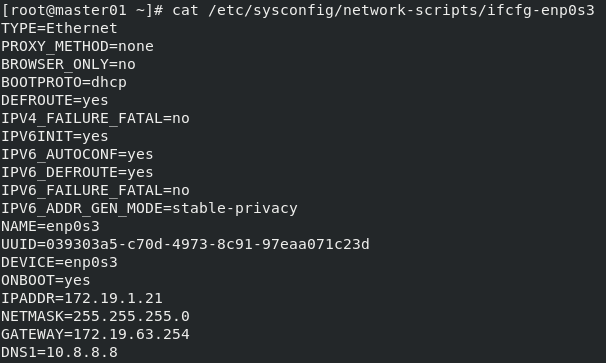 [root@master01 ~]# cat /etc/sysconfig/network-scripts/ifcfg-enp0s3
TYPE=Ethernet
PROXY_METHOD=none
BROWSER_ONLY=no
BOOTPROTO=dhcp
DEFROUTE=yes
IPV4_FAILURE_FATAL=no
IPV6INIT=yes
IPV6_AUTOCONF=yes
IPV6_DEFROUTE=yes
IPV6_FAILURE_FATAL=no
IPV6_ADDR_GEN_MODE=stable-privacy
NAME=enp0s3
UUID=039303a5-c70d-4973-8c91-97eaa071c23d
DEVICE=enp0s3
ONBOOT=yes
IPADDR=172.19.1.21
NETMASK=255.255.255.0
GATEWAY=172.19.63.254
DNS1=10.8.8.8